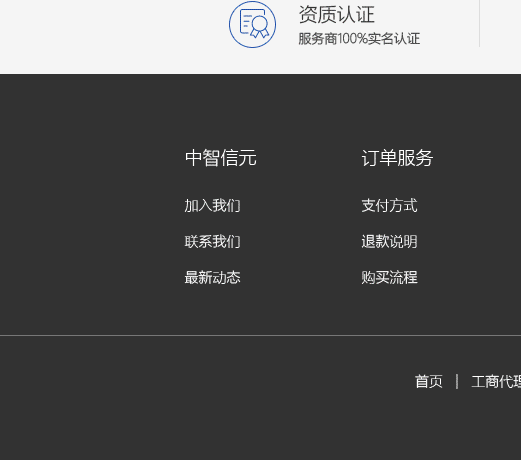 资质认证
服务商100%实名认证
中智信元 订单服务
加入我们 支付方式
联系我们 退款说明
最新动态 购买流程
首页 | 工商代理